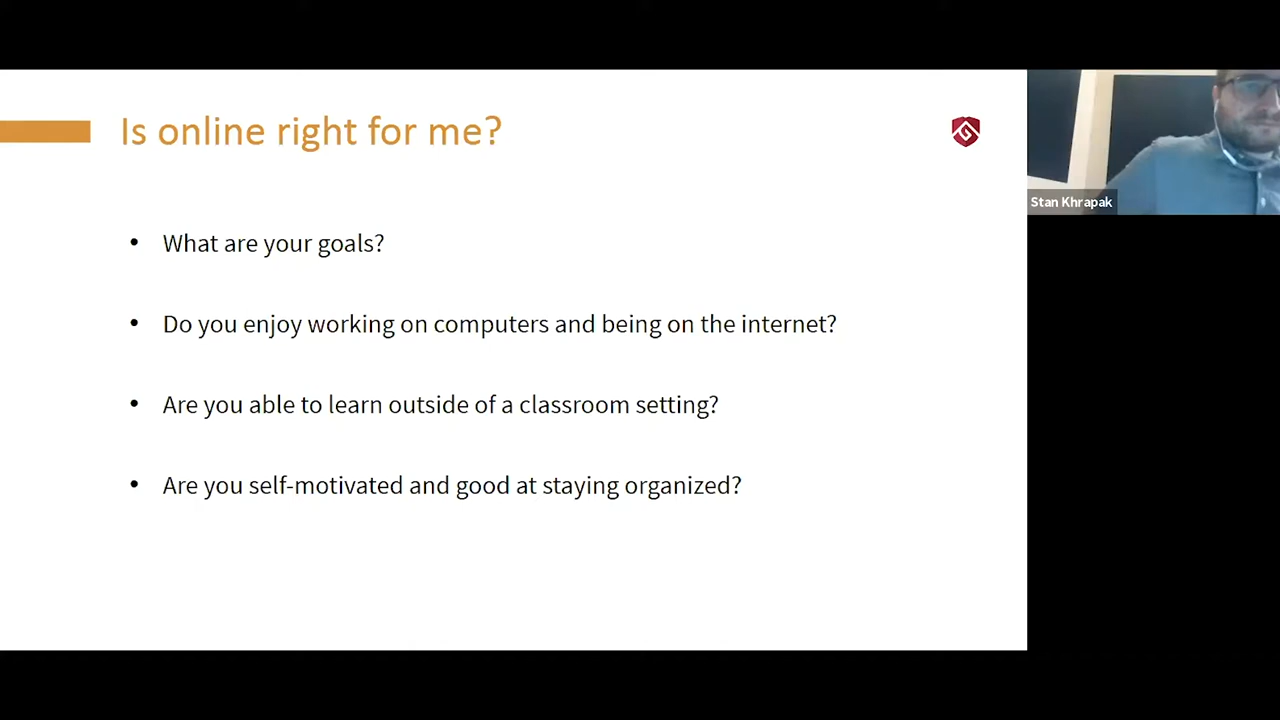 Is online right for me?
Stan Khrapak
• What are your goals?
• Do you enjoy working on computers and being on the internet?
• Are you able to learn outside of a classroom setting?
• Are you self-motivated and good at staying organized?